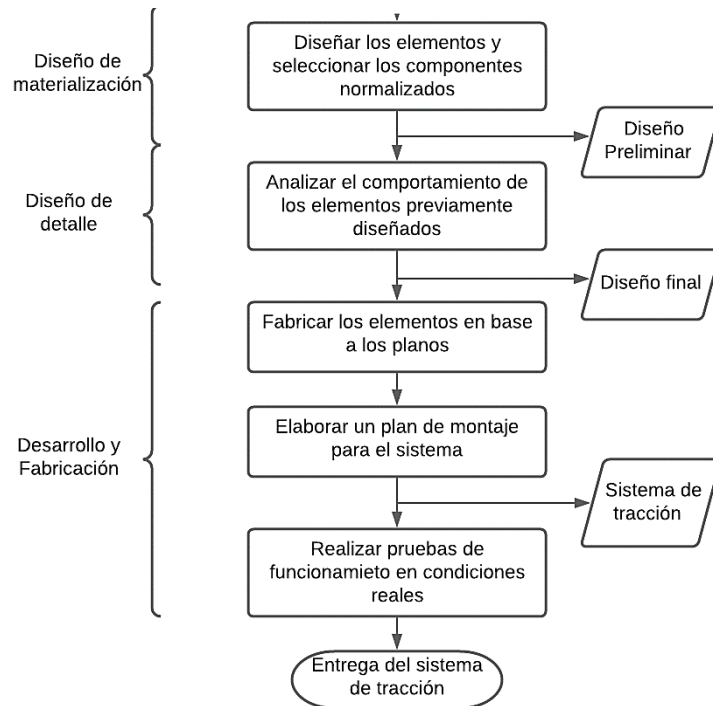 Diseño de
materialización
Diseñar los elementos y
seleccionar los componentes
normalizados
Diseño
Preliminar
Diseño de
detalle
Analizar el comportamiento de
los elementos previamente
diseñados
Diseño final
Desarrollo y
Fabricación
Fabricar los elementos en base
a los planos
Elaborar un plan de montaje
para el sistema
Sistema de
tracción
Realizar pruebas de
funcionamieto en condiciones
reales
Entrega del sistema
de tracción